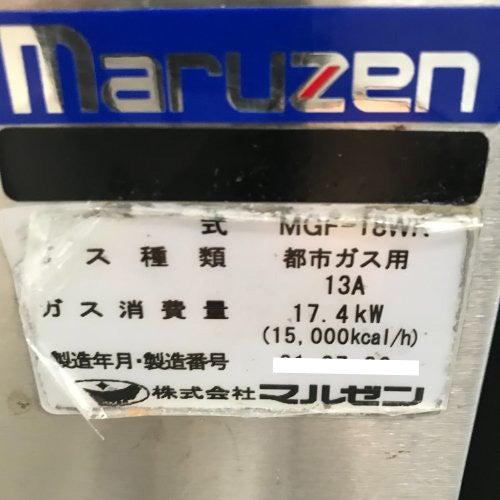 maruzen
式 MGF-18WK
ス種類 都市ガス用
13A
ガス消費量 17.4kW
(15,000kcal/h)
製造年月・製造番号
株式会社マルゼン